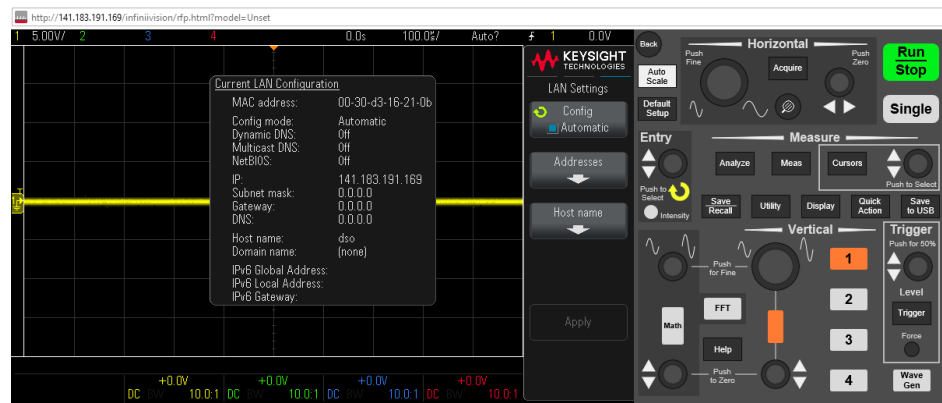 http://141.183.191.169/infiniivision/rfp.html?model=Unset
1 5.00V/ 2 3 4 0.0s 100.0%/ Auto? 1 0.0V
KEYSIGHT
TECHNOLOGIES
LAN Settings
Config
Automatic
Addresses
Host name
Apply
Current LAN Configuration
MAC address: 00-30-d3-16-21-0b
Config mode: Automatic
Dynamic DNS: Off
Multicast DNS: Off
NetBIOS: Off
IP: 141.183.191.169
Subnet mask: 0.0.0.0
Gateway: 0.0.0.0
DNS: 0.0.0.0
Host name: dso
Domain name: (none)
IPv6 Global Address:
IPv6 Local Address:
IPv6 Gateway:
+0.0V +0.0V +0.0V +0.0V
DC BW 10.0:1 DC BW 10.0:1 DC BW 10.0:1 DC BW 10.0:1
Back
Horizontal
Push Fine
Push Zero
Run
Stop
Auto
Scale
Acquire
Default
Setup
Single
Entry
Measure
Analyze
Meas
Cursors
Push to Select
Push to
Select
Intensity
Save
Recall
Utility
Display
Quick
Action
Save
to USB
Vertical
Trigger
Push for 50%
Push
for Fine
1
Level
FFT
2
Trigger
Math
Force
3
Help
Push
to Zero
4
Wave
Gen